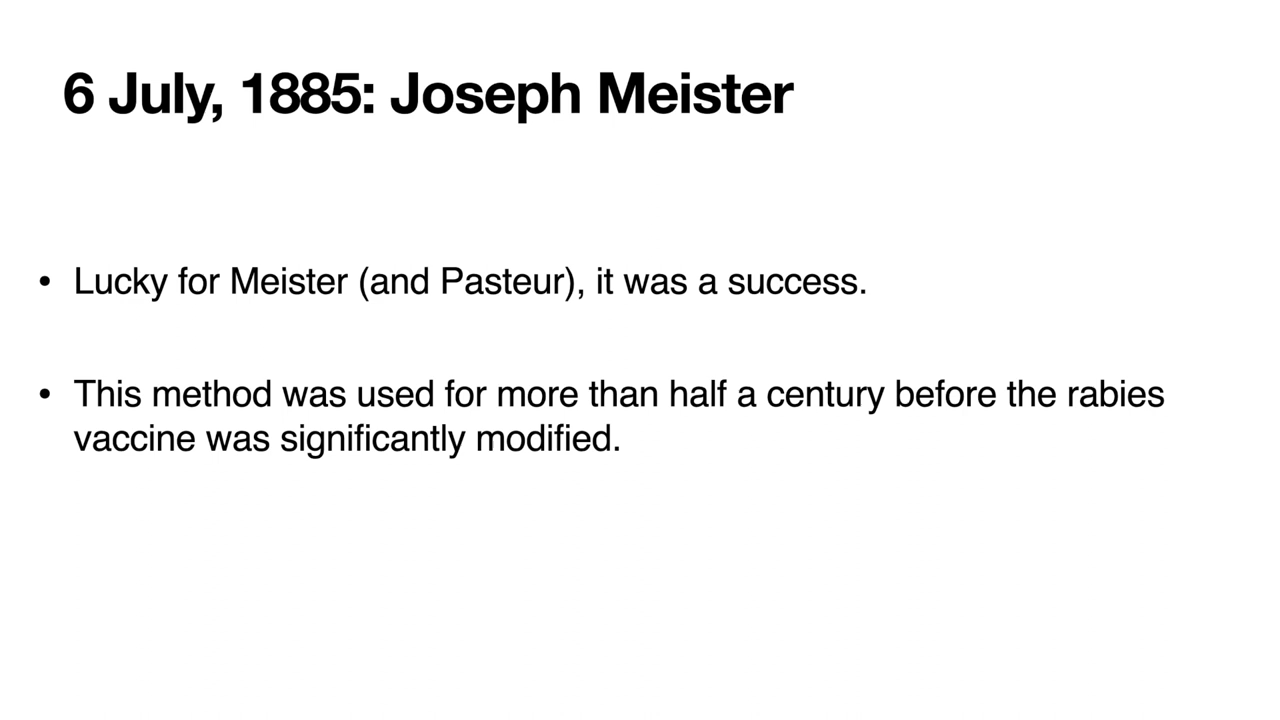 6 July, 1885: Joseph Meister
• Lucky for Meister (and Pasteur), it was a success.
• This method was used for more than half a century before the rabies
vaccine was significantly modified.